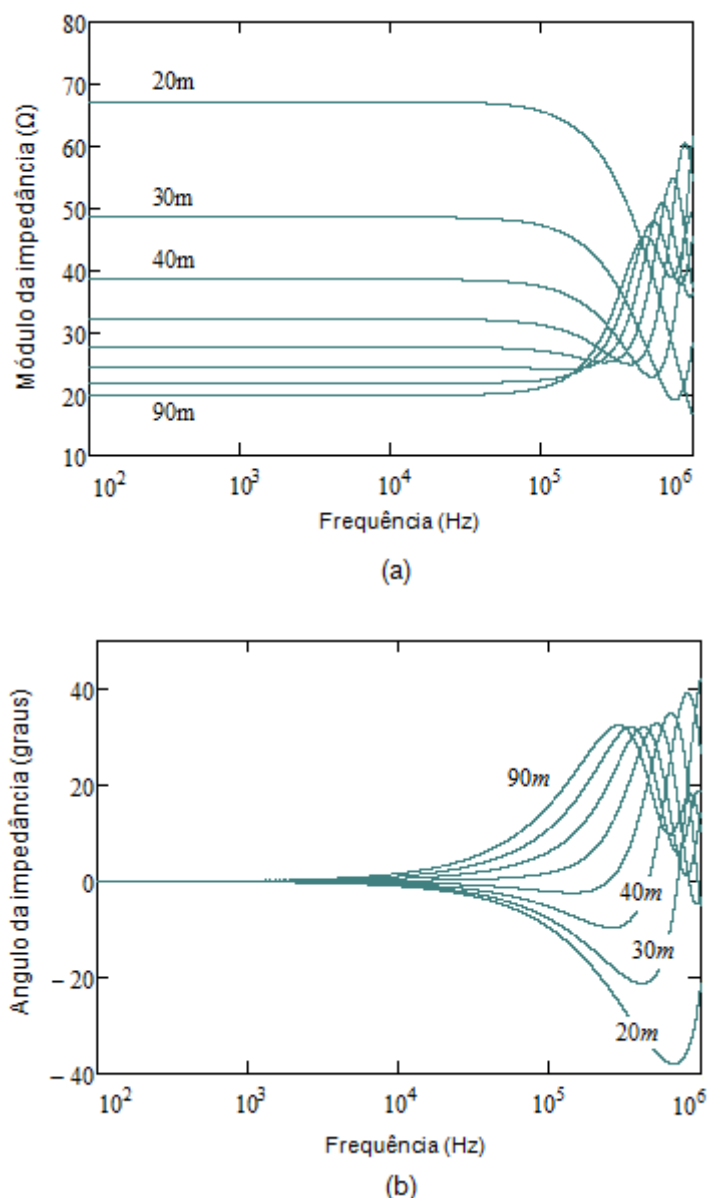 80
70
60
50
40
30
20
10
Módulo da impedância (Ω)
20m
30m
40m
90m
10² 10³ 10⁴ 10⁵ 10⁶
Frequência (Hz)
(a)
40
20
0
– 20
– 40
Angulo da impedância (graus)
90m
40m
30m
20m
10² 10³ 10⁴ 10⁵ 10⁶
Frequência (Hz)
(b)